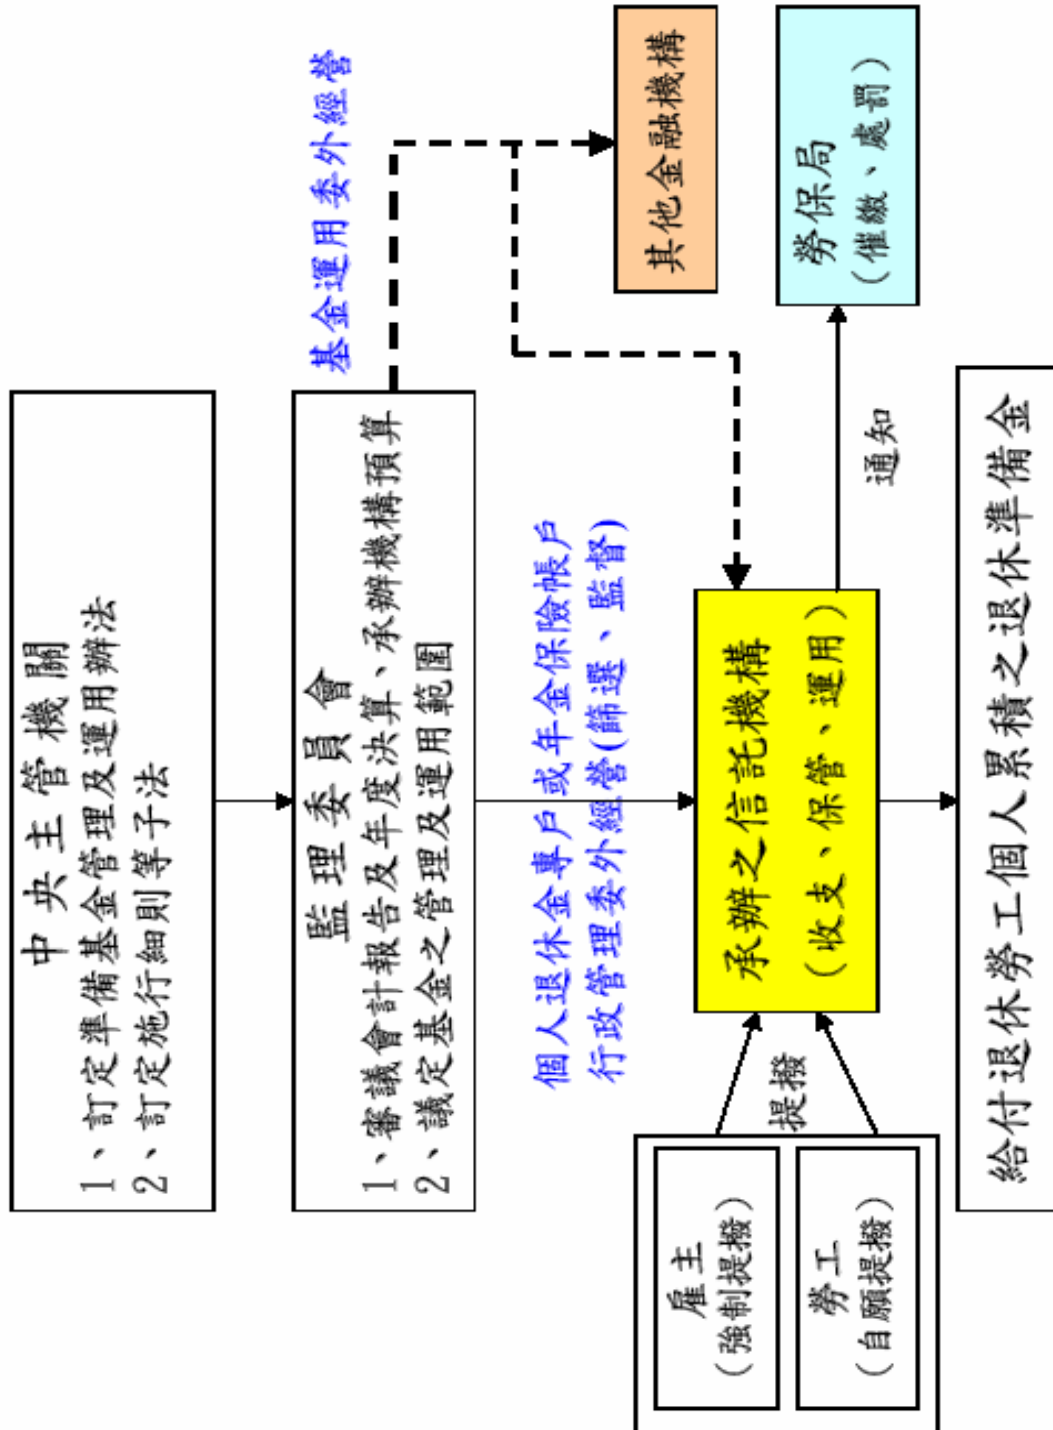 中央主管機關
1、訂定準備基金管理及運用辦法
2、訂定施行細則等子法
監理委員會
1、審議會計報告及年度決算、承辦機構預算
2、議定基金之管理及運用範圍
基金運用委外經營
其他金融機構
個人退休金專戶或年金保險帳戶
行政管理委外經營(篩選、監督)
雇主
(強制提撥)
勞工
(自願提撥)
提撥
承辦之信託機構
(收支、保管、運用)
通知
勞保局
(催繳、處罰)
給付退休勞工個人累積之退休準備金